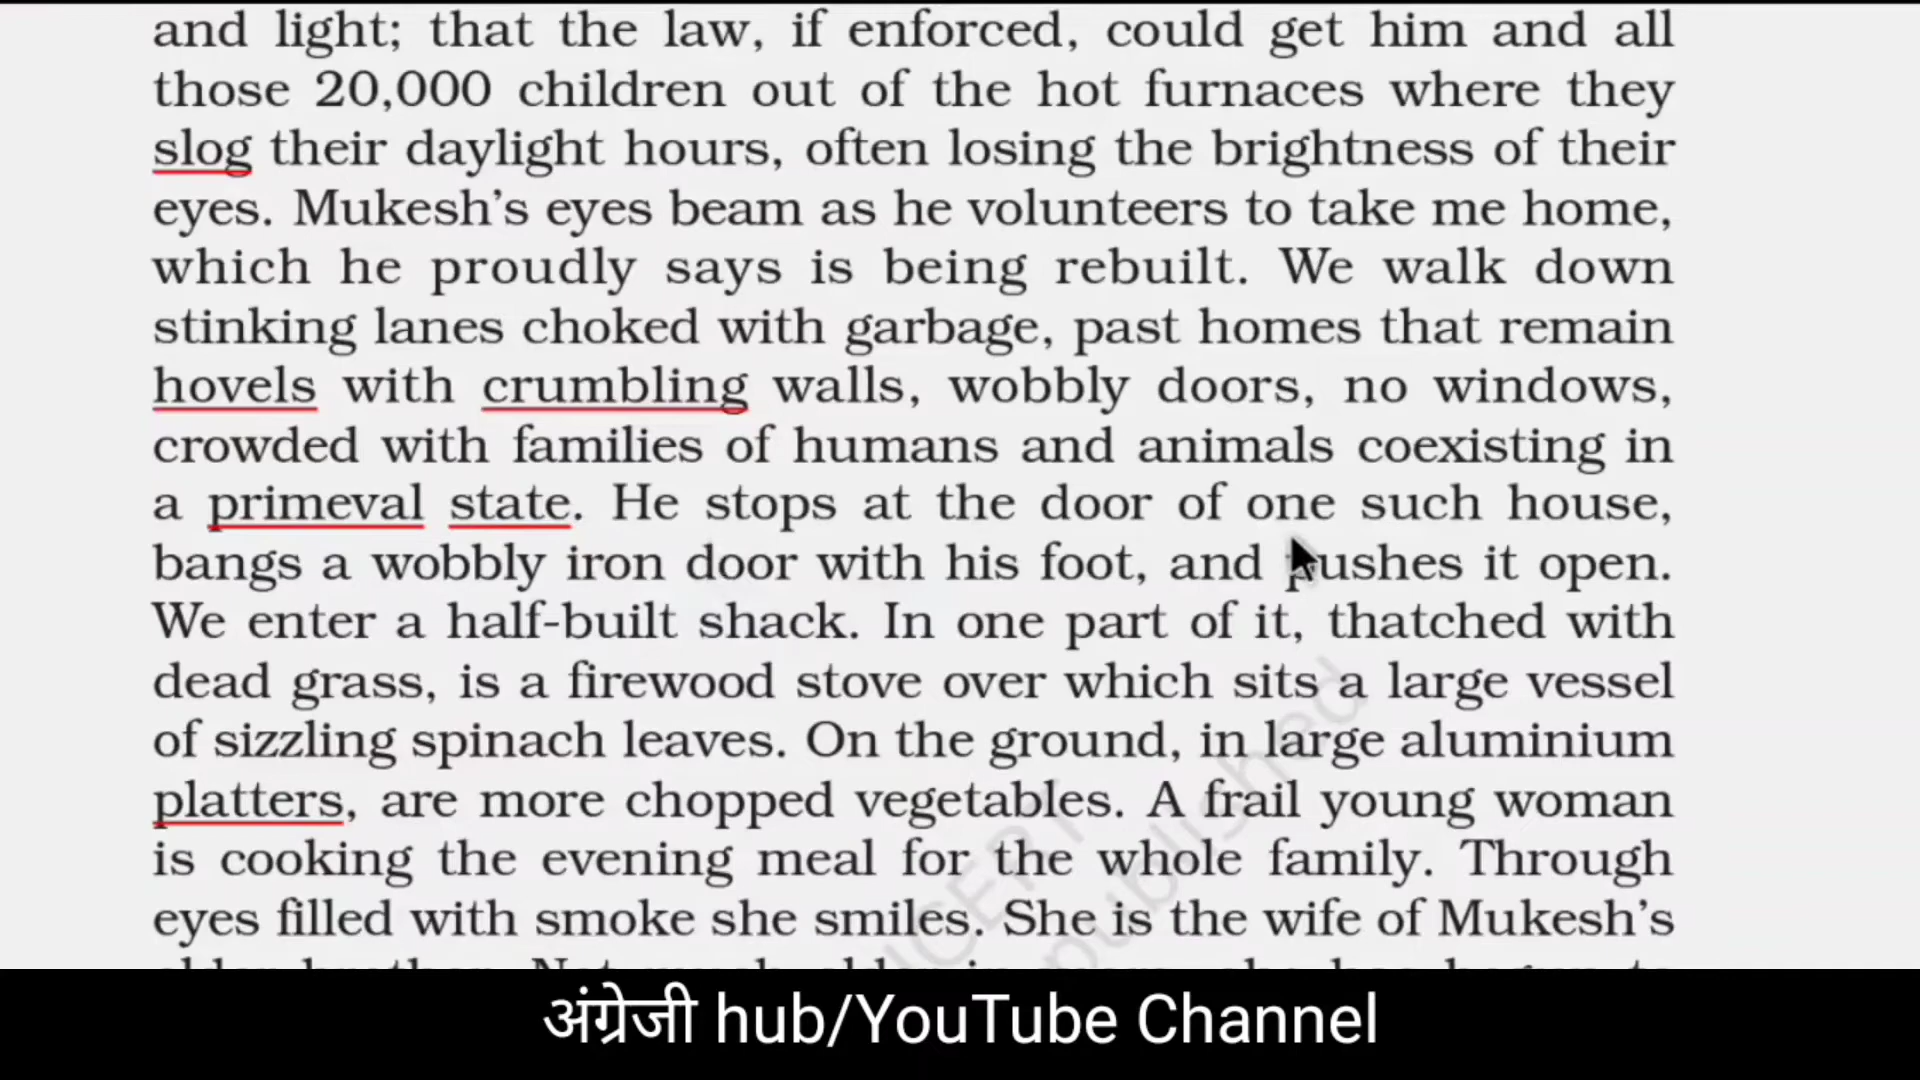 and light; that the law, if enforced, could get him and all
those 20,000 children out of the hot furnaces where they
slog their daylight hours, often losing the brightness of their
eyes. Mukesh’s eyes beam as he volunteers to take me home,
which he proudly says is being rebuilt. We walk down
stinking lanes choked with garbage, past homes that remain
hovels with crumbling walls, wobbly doors, no windows,
crowded with families of humans and animals coexisting in
a primeval state. He stops at the door of one such house,
bangs a wobbly iron door with his foot, and pushes it open.
We enter a half-built shack. In one part of it, thatched with
dead grass, is a firewood stove over which sits a large vessel
of sizzling spinach leaves. On the ground, in large aluminium
platters, are more chopped vegetables. A frail young woman
is cooking the evening meal for the whole family. Through
eyes filled with smoke she smiles. She is the wife of Mukesh’s
published
अंग्रेजी hub/YouTube Channel